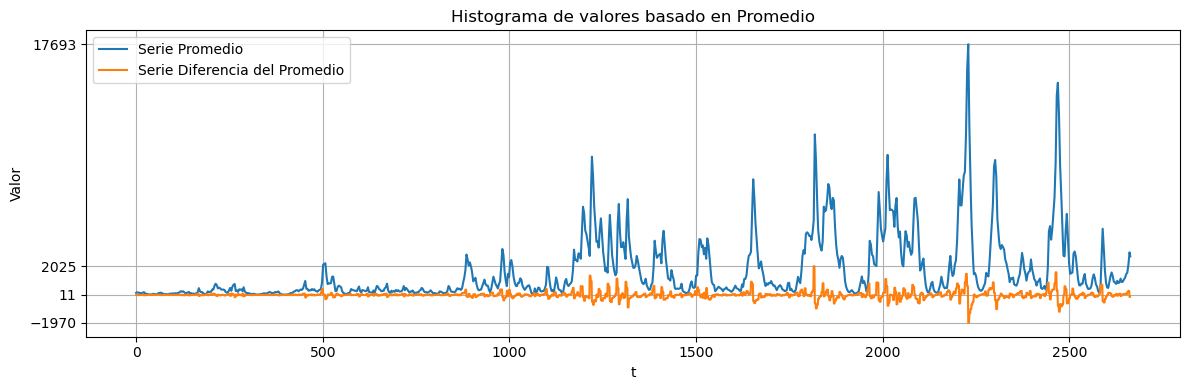 Histograma de valores basado en Promedio
Serie Promedio
Serie Diferencia del Promedio
Valor
17693
2025
11
−1970
0
500
1000
1500
2000
2500
t